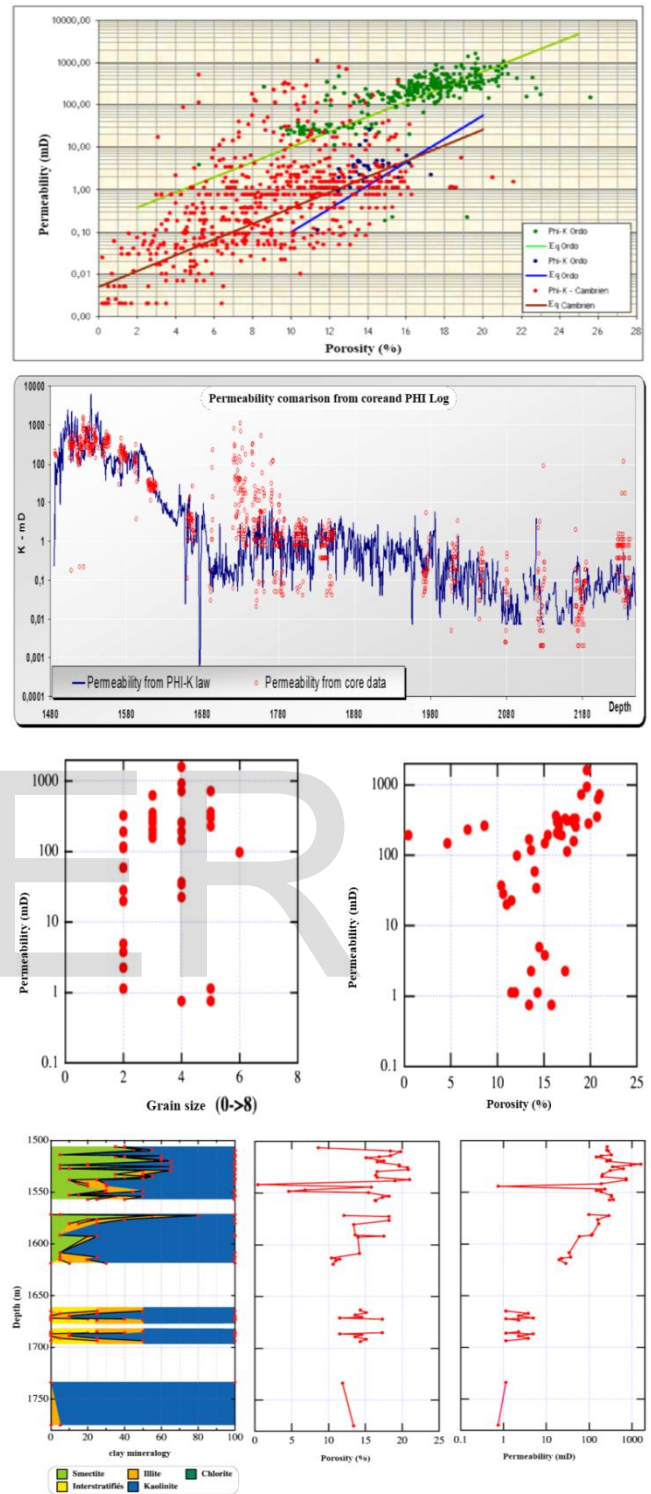 10000,00
1000,00
100,00
10,00
1,00
0,10
0,01
0,00
Permeability (mD)
0 2 4 6 8 10 12 14 16 18 20 22 24 26 28
Porosity (%)
Phi-K Ordo
Eq Ordo
Phi-K Ordo
Eq Ordo
Phi-K - Cambrien
Eq Cambrien
Permeability comarison from coreand PHI Log
10000
1000
100
10
1
0,1
0,01
0,001
0,0001
K - mD
Permeability from PHI-K law
Permeability from core data
1480 1580 1680 1780 1880 1980 2080 2180 Depth
ER
1000
100
10
1
0.1
Permeability (mD)
0 2 4 6 8
Grain size (0->8)
1000
100
10
1
0.1
Permeability (mD)
0 5 10 15 20 25
Porosity (%)
1500
1550
1600
1650
1700
1750
Depth (m)
0 20 40 60 80 100
clay mineralogy
0 5 10 15 20 25
Porosity (%)
0.1 1 10 100 1000
Permeability (mD)
Smectite
Illite
Chlorite
Interstratifiés
Kaolinite